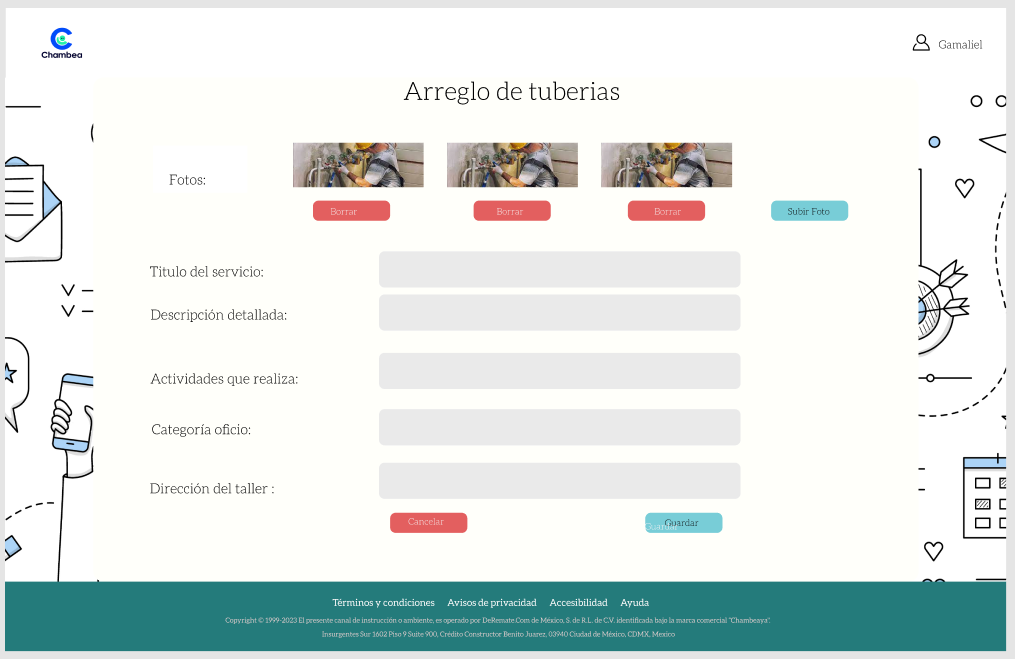 Chambea
Gamaliel
Arreglo de tuberias
Fotos:
Borrar
Borrar
Borrar
Subir Foto
Titulo del servicio:
Descripción detallada:
Actividades que realiza:
Categoría oficio:
Dirección del taller :
Cancelar
Guardar
Guardar
Términos y condiciones Avisos de privacidad Accesibilidad Ayuda
Copyright © 1999-2023 El presente canal de instrucción o ambiente, es operado por DeRemate.Com de México, S. de R.L. de C.V. identificada bajo la marca comercial "Chambeaya".
Insurgentes Sur 1602 Piso 9 Suite 900, Crédito Constructor Benito Juarez, 03940 Ciudad de México, CDMX, Mexico